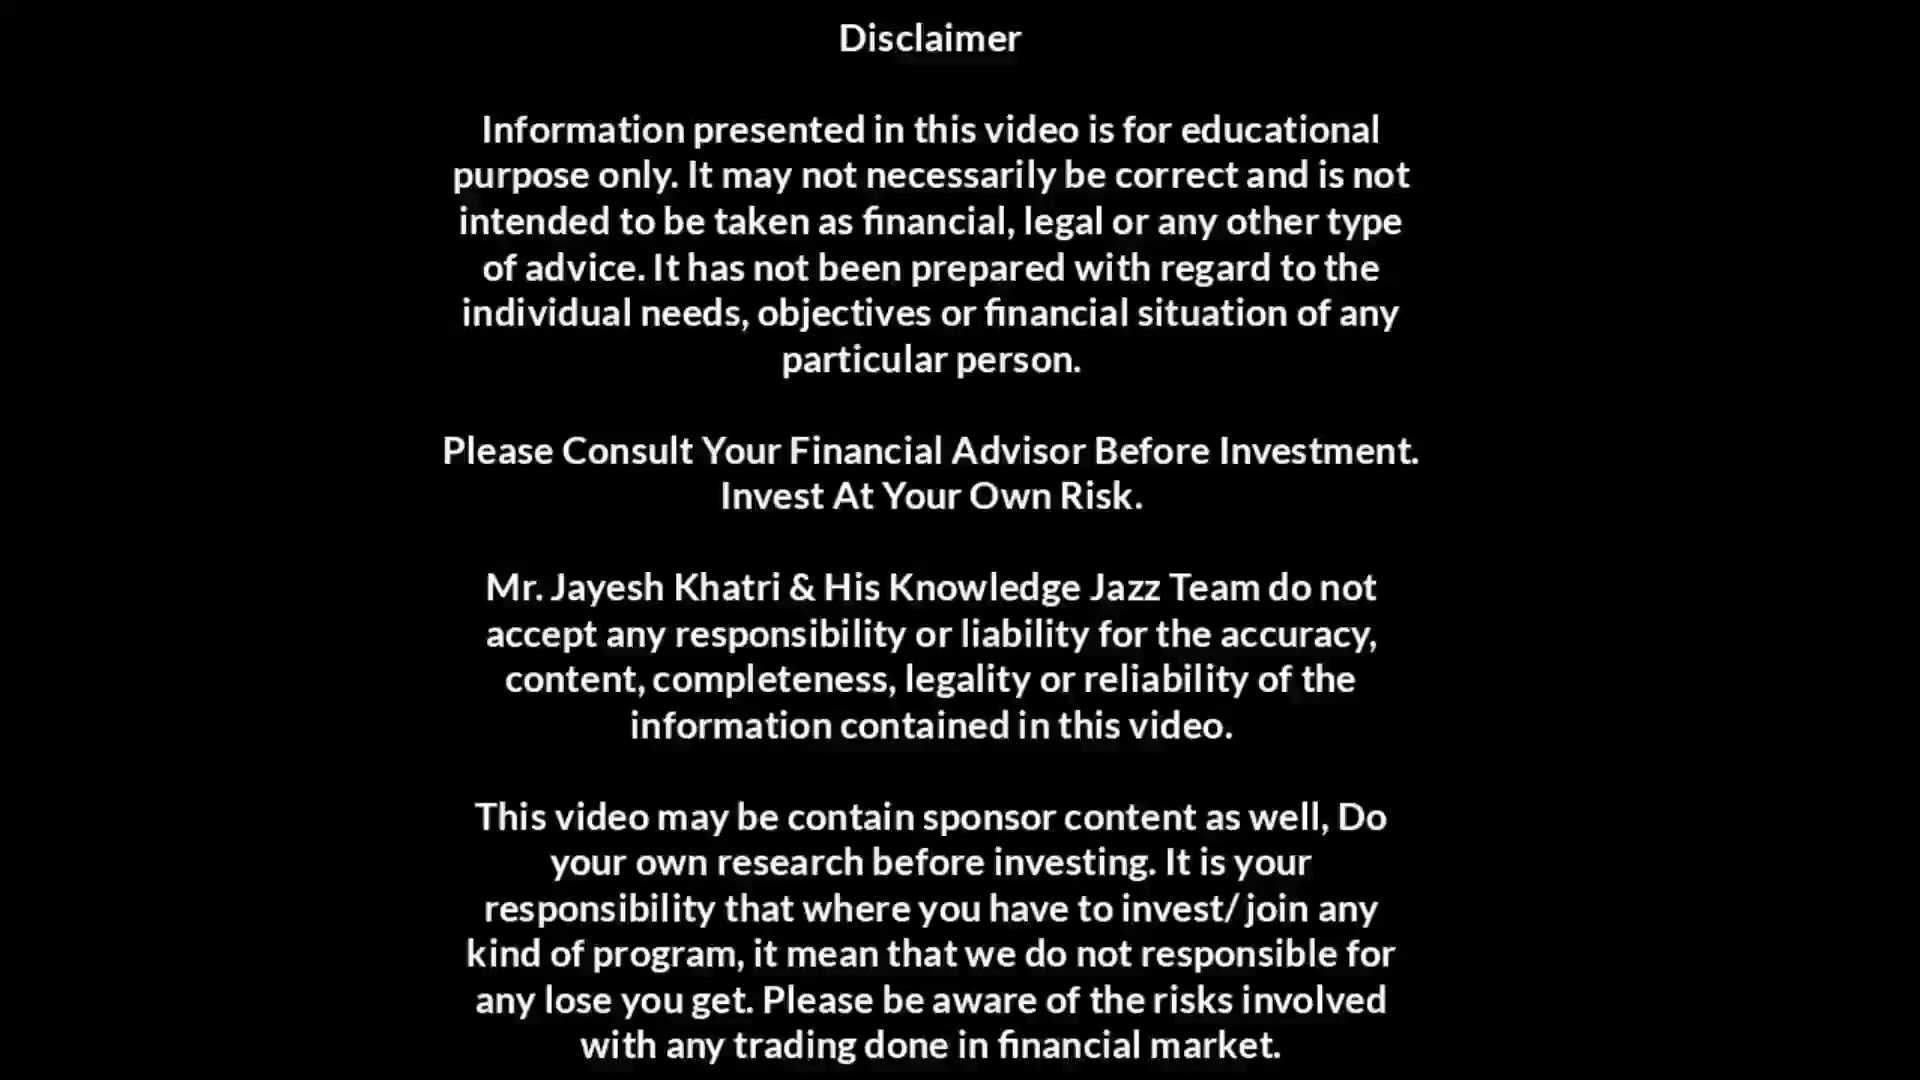 Disclaimer
Information presented in this video is for educational
purpose only. It may not necessarily be correct and is not
intended to be taken as financial, legal or any other type
of advice. It has not been prepared with regard to the
individual needs, objectives or financial situation of any
particular person.
Please Consult Your Financial Advisor Before Investment.
Invest At Your Own Risk.
Mr. Jayesh Khatri & His Knowledge Jazz Team do not
accept any responsibility or liability for the accuracy,
content, completeness, legality or reliability of the
information contained in this video.
This video may be contain sponsor content as well, Do
your own research before investing. It is your
responsibility that where you have to invest/ join any
kind of program, it mean that we do not responsible for
any lose you get. Please be aware of the risks involved
with any trading done in financial market.